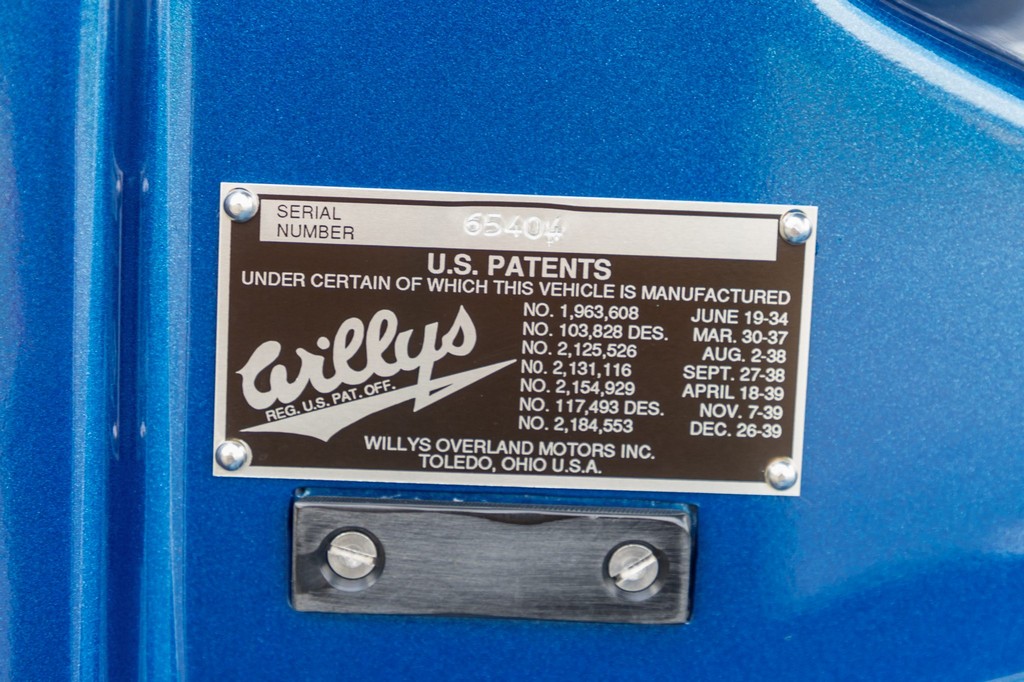 SERIAL
NUMBER
65404
U.S. PATENTS
UNDER CERTAIN OF WHICH THIS VEHICLE IS MANUFACTURED
Willys
REG. U.S. PAT. OFF.
NO. 1,963,608 JUNE 19-34
NO. 103,828 DES. MAR. 30-37
NO. 2,125,526 AUG. 2-38
NO. 2,131,116 SEPT. 27-38
NO. 2,154,929 APRIL 18-39
NO. 117,493 DES. NOV. 7-39
NO. 2,184,553 DEC. 26-39
WILLYS OVERLAND MOTORS INC.
TOLEDO, OHIO U.S.A.